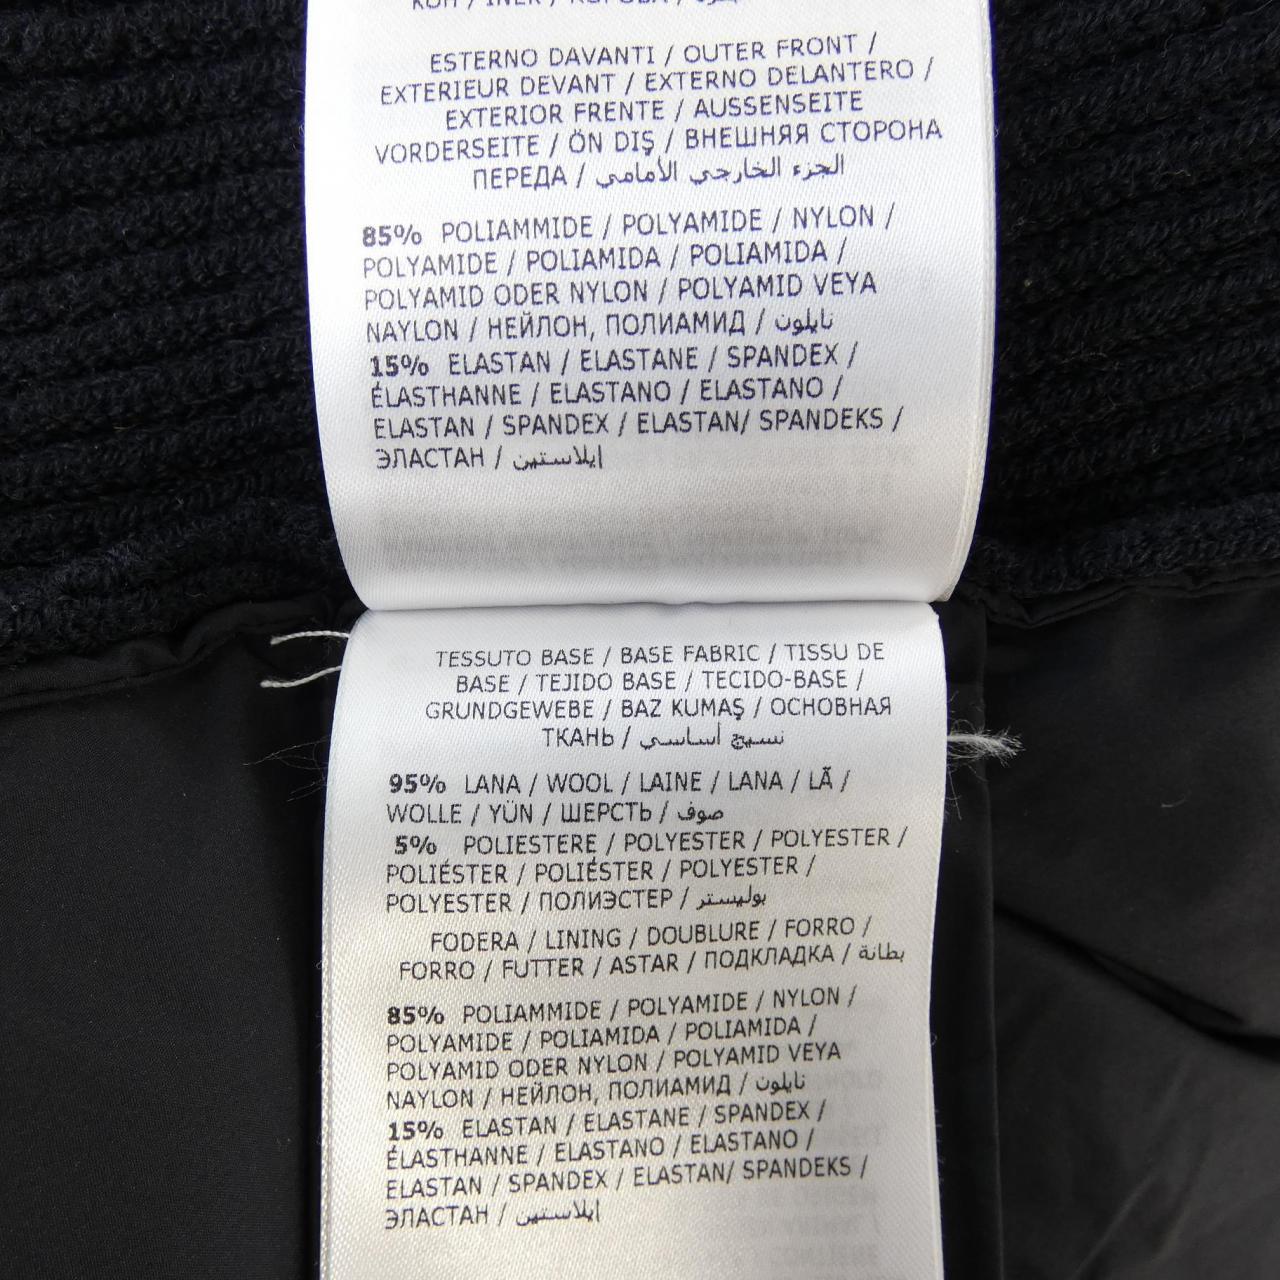 ESTERNO DAVANTI / OUTER FRONT /
EXTERIEUR DEVANT / EXTERNO DELANTERO /
EXTERIOR FRENTE / AUSSENSEITE
VORDERSEITE / ÖN DIŞ / ВНЕШНЯЯ СТОРОНА
ПЕРЕДА / الجزء الخارجي الأمامي
85% POLIAMMIDE / POLYAMIDE / NYLON /
POLYAMIDE / POLIAMIDA / POLIAMIDA /
POLYAMID ODER NYLON / POLYAMID VEYA
NAYLON / НЕЙЛОН, ПОЛИАМИД / نايلون
15% ELASTAN / ELASTANE / SPANDEX /
ÉLASTHANNE / ELASTANO / ELASTANO /
ELASTAN / SPANDEX / ELASTAN/ SPANDEKS /
ЭЛАСТАН / إيلاستين
TESSUTO BASE / BASE FABRIC / TISSU DE
BASE / TEJIDO BASE / TECIDO-BASE /
GRUNDGEWEBE / BAZ KUMAŞ / ОСНОВНАЯ
ТКАНЬ / نسيج أساسي
95% LANA / WOOL / LAINE / LANA / LÃ /
WOLLE / YÜN / ШЕРСТЬ / صوف
5% POLIESTERE / POLYESTER / POLYESTER /
POLIÉSTER / POLIÉSTER / POLYESTER /
POLYESTER / ПОЛИЭСТЕР / بوليستر
FODERA / LINING / DOUBLURE / FORRO /
FORRO / FUTTER / ASTAR / ПОДКЛАДКА / بطانة
85% POLIAMMIDE / POLYAMIDE / NYLON /
POLYAMIDE / POLIAMIDA / POLIAMIDA /
POLYAMID ODER NYLON / POLYAMID VEYA
NAYLON / НЕЙЛОН, ПОЛИАМИД / نايلون
15% ELASTAN / ELASTANE / SPANDEX /
ÉLASTHANNE / ELASTANO / ELASTANO /
ELASTAN / SPANDEX / ELASTAN/ SPANDEKS /
ЭЛАСТАН / إيلاستين